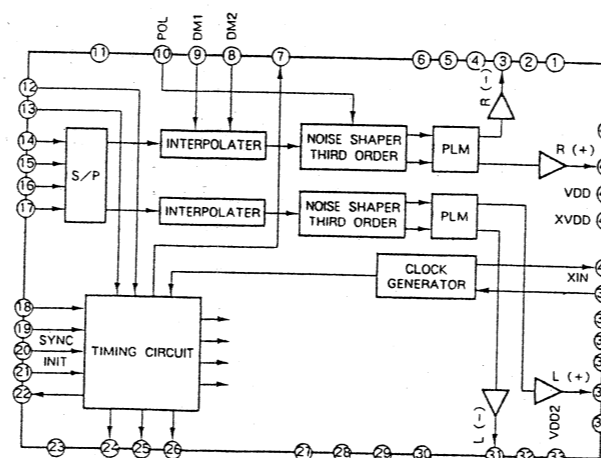 POL
DM1
DM2
11
10
9
8
7
6
5
4
3
2
1
12
13
14
15
16
17
S/P
INTERPOLATER
NOISE SHAPER
THIRD ORDER
PLM
R (-)
R (+)
VDD
XVDD
INTERPOLATER
NOISE SHAPER
THIRD ORDER
PLM
CLOCK
GENERATOR
XIN
18
19
SYNC
20
INIT
21
22
TIMING CIRCUIT
L (-)
L (+)
VDD2
23
24
25
26
27
28
29
30
31
32